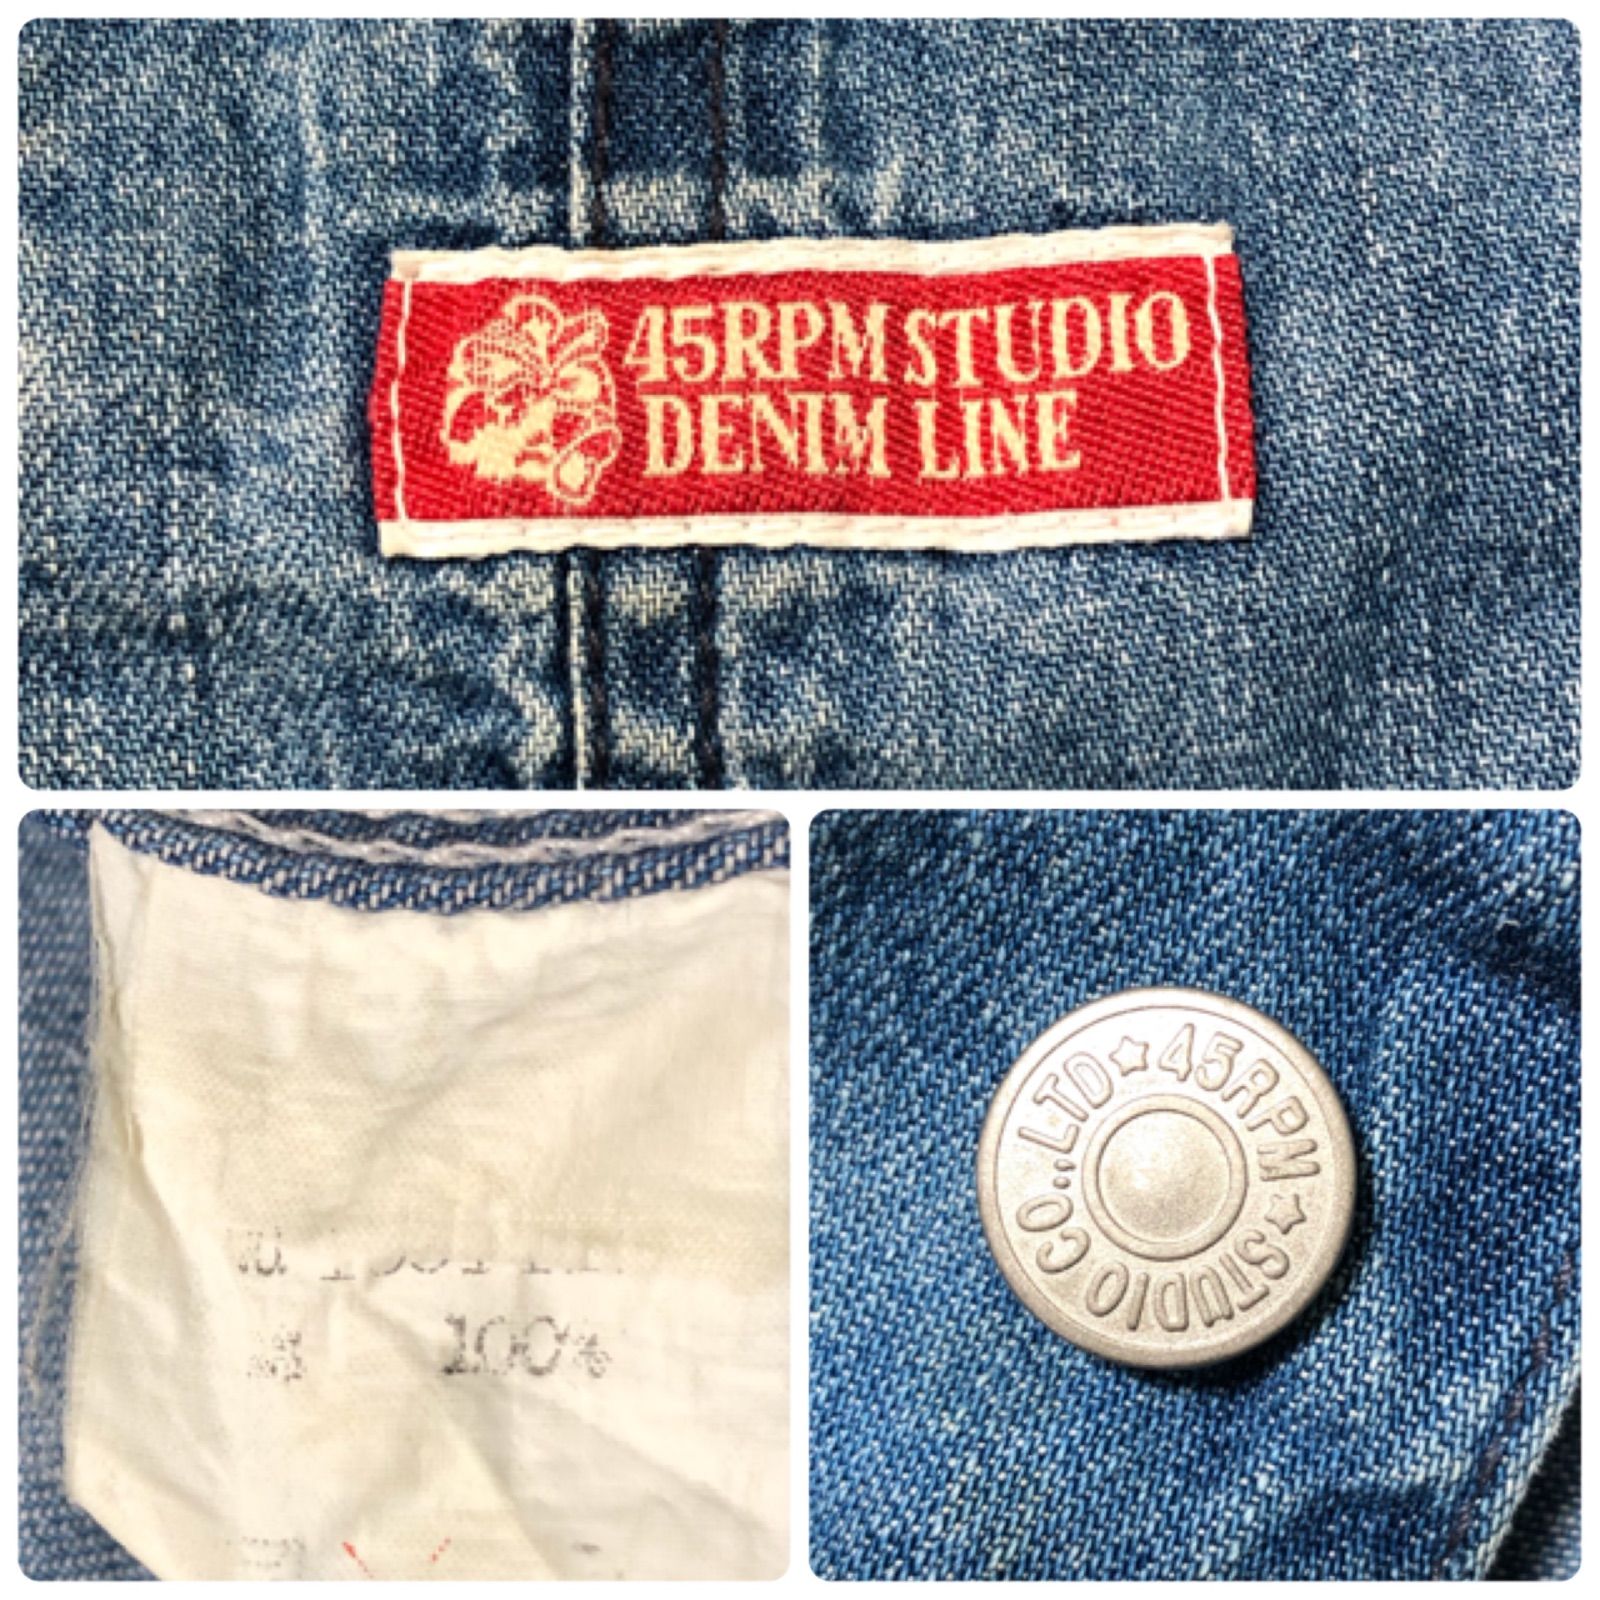 45RPM STUDIO
DENIM LINE
100%
45RPM ★ STUDIO CO.,LTD ★